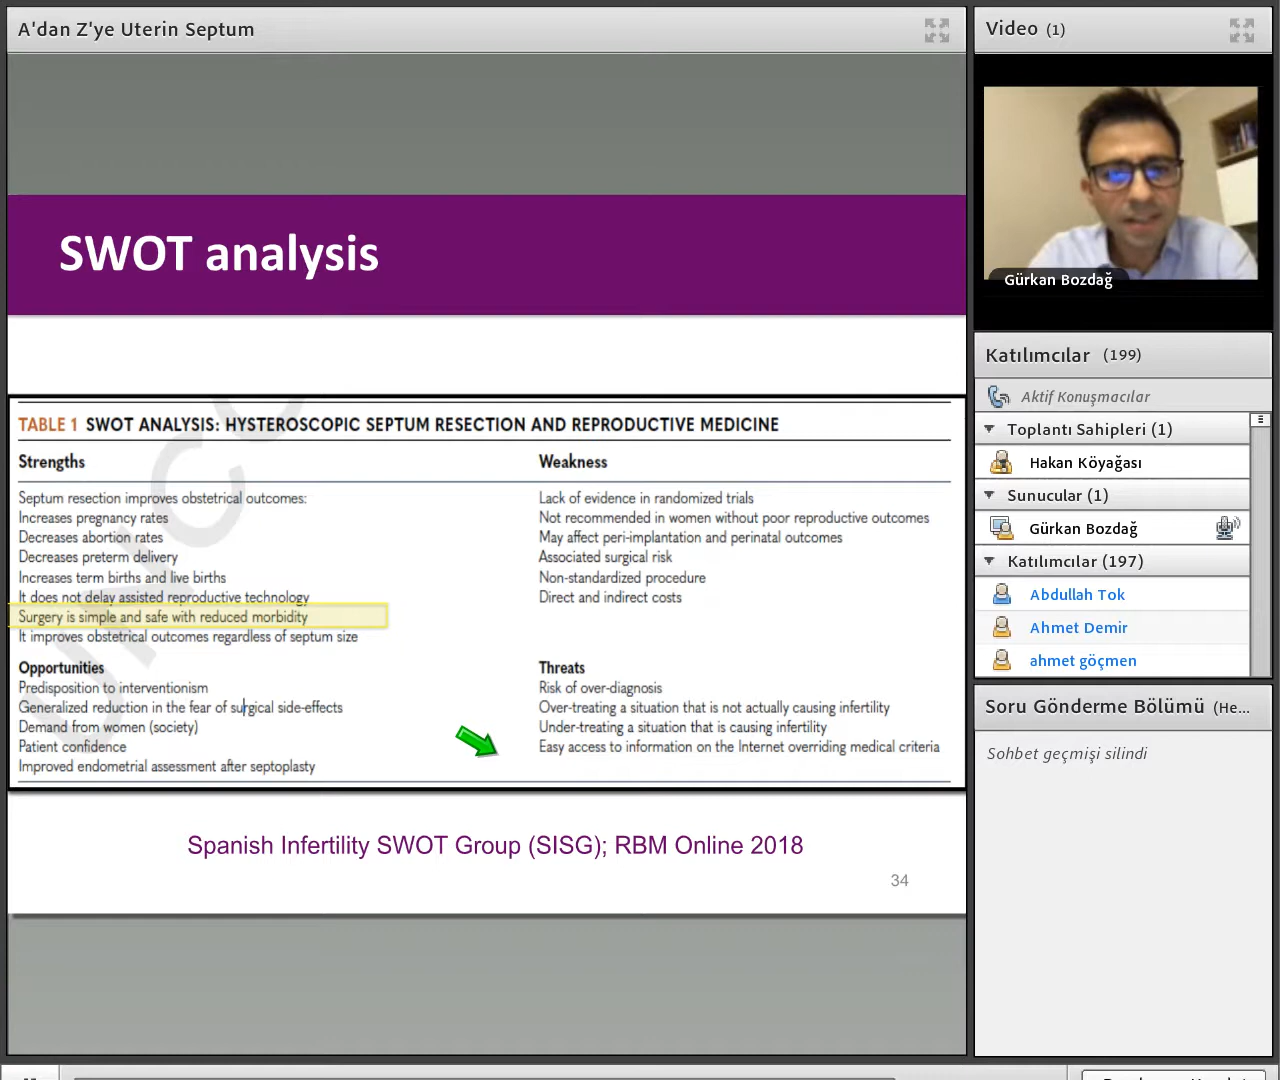 A'dan Z'ye Uterin Septum
SWOT analysis
TABLE 1 SWOT ANALYSIS: HYSTEROSCOPIC SEPTUM RESECTION AND REPRODUCTIVE MEDICINE
Strengths
Septum resection improves obstetrical outcomes:
Increases pregnancy rates
Decreases abortion rates
Decreases preterm delivery
Increases term births and live births
It does not delay assisted reproductive technology
Surgery is simple and safe with reduced morbidity
It improves obstetrical outcomes regardless of septum size
Weakness
Lack of evidence in randomized trials
Not recommended in women without poor reproductive outcomes
May affect peri-implantation and perinatal outcomes
Associated surgical risk
Non-standardized procedure
Direct and indirect costs
Opportunities
Predisposition to interventionism
Generalized reduction in the fear of surgical side-effects
Demand from women (society)
Patient confidence
Improved endometrial assessment after septoplasty
Threats
Risk of over-diagnosis
Over-treating a situation that is not actually causing infertility
Under-treating a situation that is causing infertility
Easy access to information on the Internet overriding medical criteria
Spanish Infertility SWOT Group (SISG); RBM Online 2018
34
Video (1)
Gürkan Bozdağ
Katılımcılar (199)
Aktif Konuşmacılar
Toplantı Sahipleri (1)
Hakan Köyağası
Sunucular (1)
Gürkan Bozdağ
Katılımcılar (197)
Abdullah Tok
Ahmet Demir
ahmet göçmen
Soru Gönderme Bölümü (He...
Sohbet geçmişi silindi